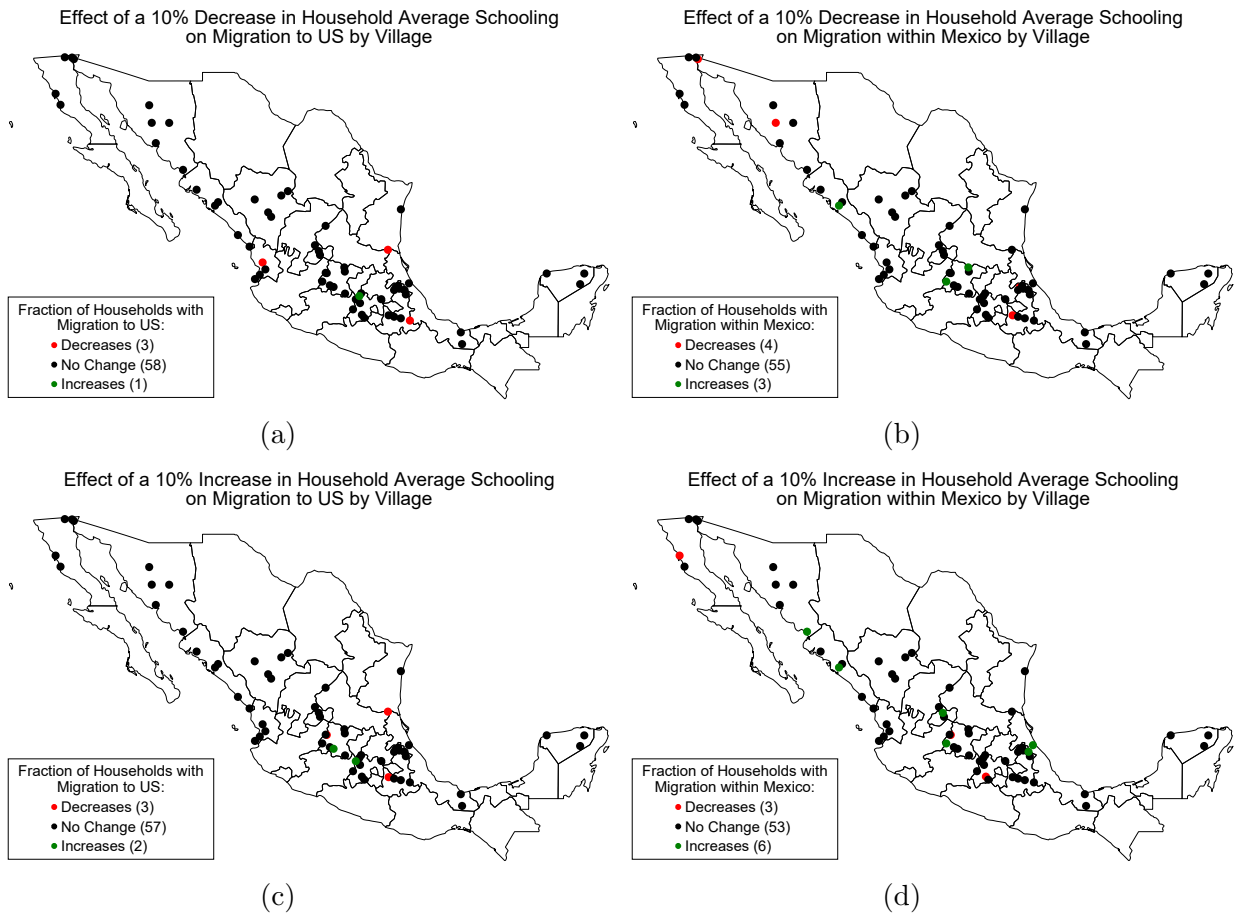 Effect of a 10% Decrease in Household Average Schooling
on Migration to US by Village
Fraction of Households with
Migration to US:
Decreases (3)
No Change (58)
Increases (1)
(a)
Effect of a 10% Decrease in Household Average Schooling
on Migration within Mexico by Village
Fraction of Households with
Migration within Mexico:
Decreases (4)
No Change (55)
Increases (3)
(b)
Effect of a 10% Increase in Household Average Schooling
on Migration to US by Village
Fraction of Households with
Migration to US:
Decreases (3)
No Change (57)
Increases (2)
(c)
Effect of a 10% Increase in Household Average Schooling
on Migration within Mexico by Village
Fraction of Households with
Migration within Mexico:
Decreases (3)
No Change (53)
Increases (6)
(d)